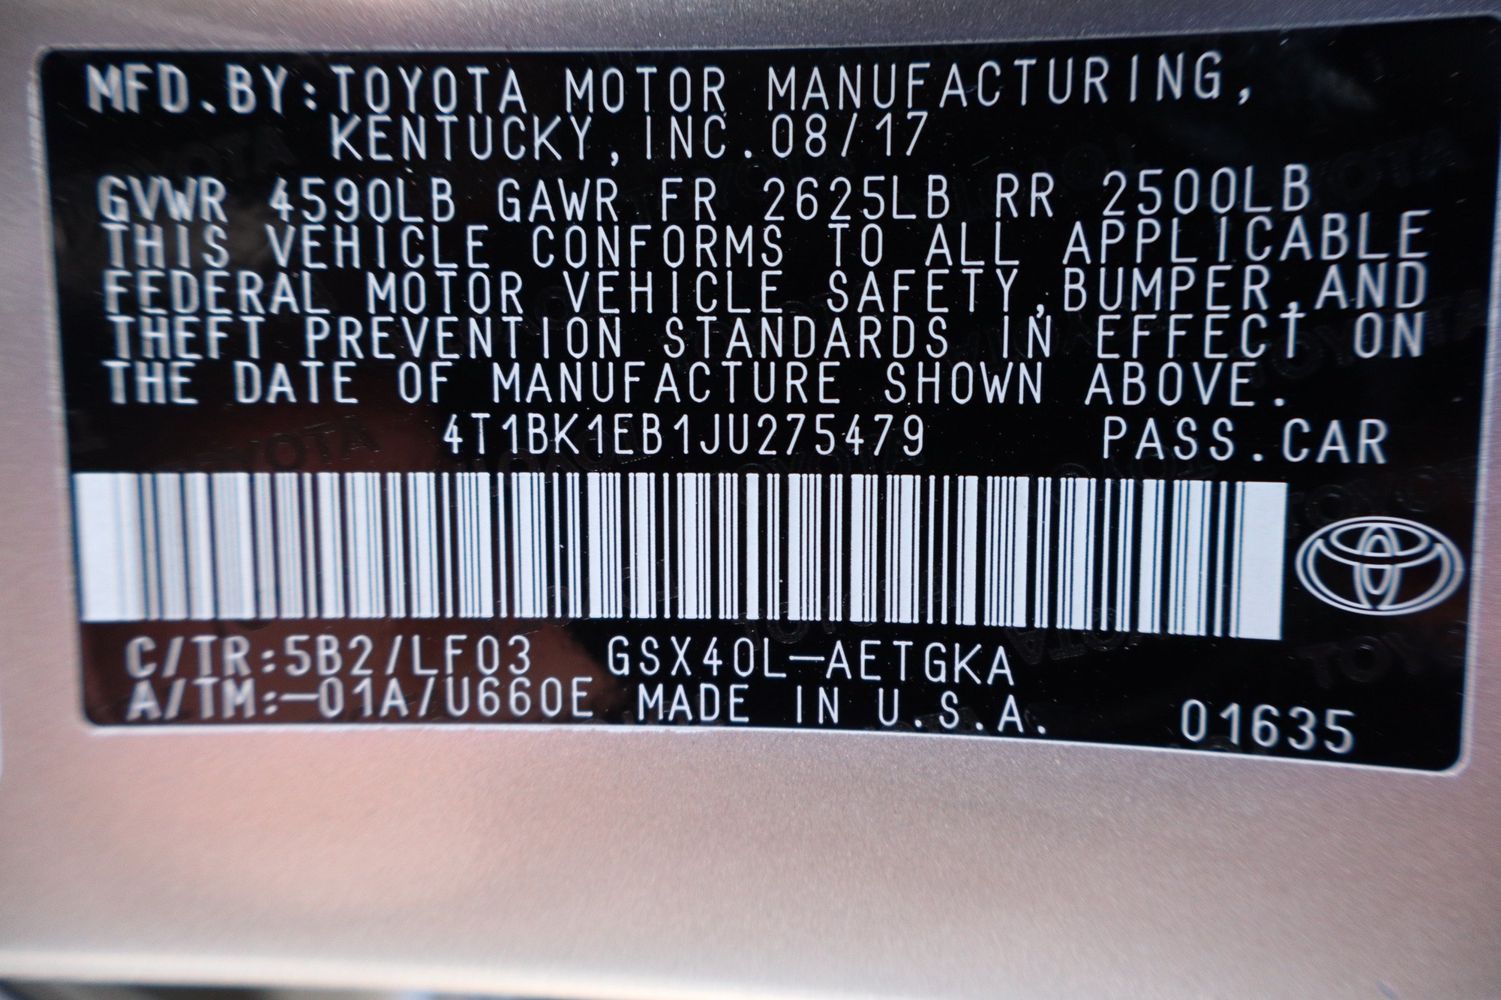 MFD.BY:TOYOTA MOTOR MANUFACTURING,
KENTUCKY,INC.08/17
GVWR 4590LB GAWR FR 2625LB RR 2500LB
THIS VEHICLE CONFORMS TO ALL APPLICABLE
FEDERAL MOTOR VEHICLE SAFETY,BUMPER,AND
THEFT PREVENTION STANDARDS IN EFFECT ON
THE DATE OF MANUFACTURE SHOWN ABOVE.
4T1BK1EB1JU275479 PASS.CAR
C/TR:5B2/LF03 GSX40L-AETGKA
A/TM:-01A/U660E MADE IN U.S.A. 01635